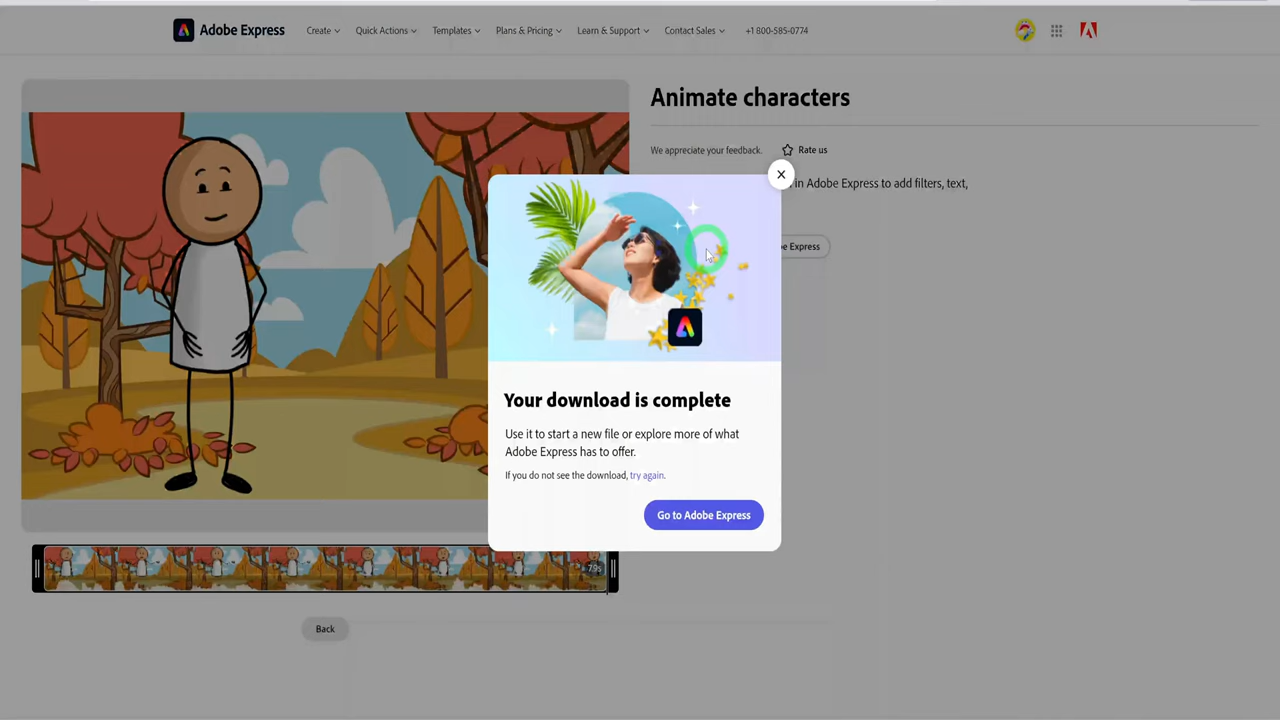 Adobe Express
Create
Quick Actions
Templates
Plans & Pricing
Learn & Support
Contact Sales
+1 800-585-0774
Animate characters
We appreciate your feedback.
Rate us
in Adobe Express to add filters, text,
Express
Your download is complete
Use it to start a new file or explore more of what
Adobe Express has to offer.
If you do not see the download, try again.
Go to Adobe Express
7.9s
Back